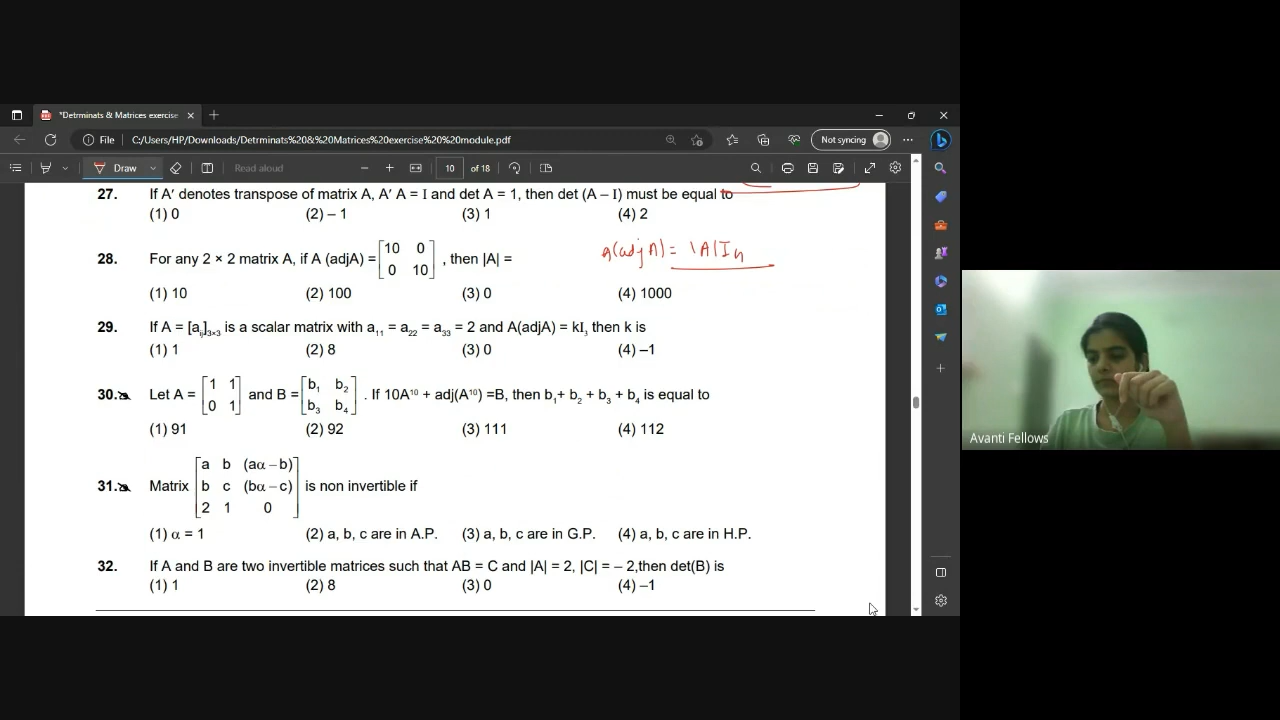 *Detrminats & Matrices exercise
File C:/Users/HP/Downloads/Detrminats%20&%20Matrices%20exercise%20%20module.pdf Not syncing
Draw Read aloud 10 of 18
27. If A′ denotes transpose of matrix A, A′ A = I and det A = 1, then det (A – I) must be equal to
(1) 0 (2) – 1 (3) 1 (4) 2
28. For any 2 × 2 matrix A, if A (adjA) = [10 0; 0 10], then |A| =
A(adj A) = |A| In
(1) 10 (2) 100 (3) 0 (4) 1000
29. If A = [aij]3×3 is a scalar matrix with a11 = a22 = a33 = 2 and A(adjA) = kI3 then k is
(1) 1 (2) 8 (3) 0 (4) –1
30. Let A = [1 1; 0 1] and B = [b1 b2; b3 b4]. If 10A10 + adj(A10) =B, then b1+ b2 + b3 + b4 is equal to
(1) 91 (2) 92 (3) 111 (4) 112
31. Matrix [a b (aα – b); b c (bα – c); 2 1 0] is non invertible if
(1) α = 1 (2) a, b, c are in A.P. (3) a, b, c are in G.P. (4) a, b, c are in H.P.
32. If A and B are two invertible matrices such that AB = C and |A| = 2, |C| = – 2,then det(B) is
(1) 1 (2) 8 (3) 0 (4) –1
Avanti Fellows